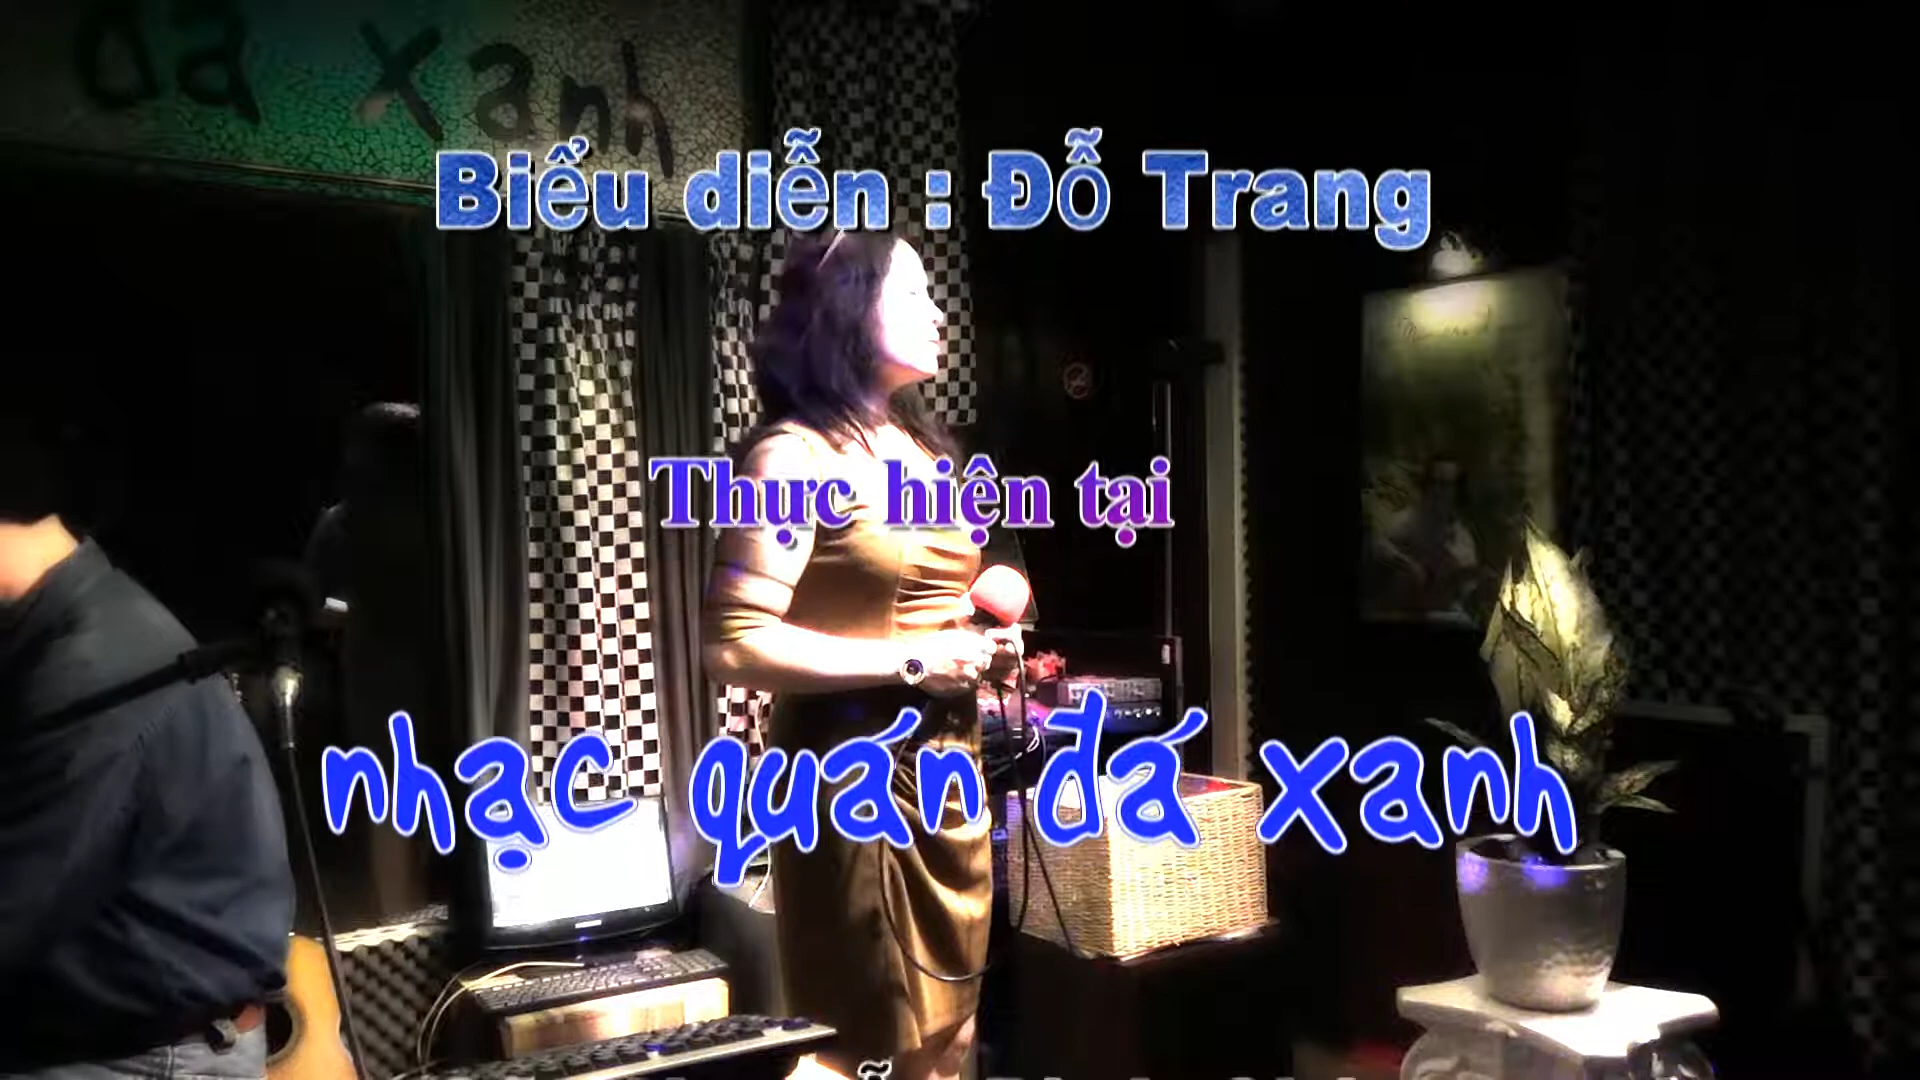 đá xanh
Biểu diễn : Đỗ Trang
Thực hiện tại
nhạc quán đá xanh